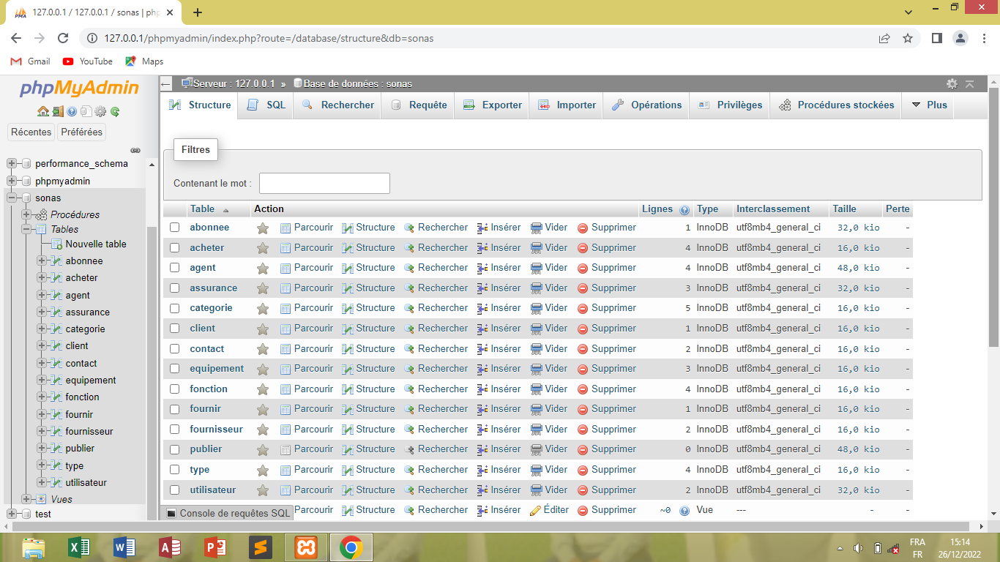 127.0.0.1 / 127.0.0.1 / sonas | php
127.0.0.1/phpmyadmin/index.php?route=/database/structure&db=sonas
Gmail YouTube Maps
phpMyAdmin
Récentes Préférées
performance_schema
phpmyadmin
sonas
Procédures
Tables
Nouvelle table
abonnee
acheter
agent
assurance
categorie
client
contact
equipement
fonction
fournir
fournisseur
publier
type
utilisateur
Vues
test
Serveur : 127.0.0.1 » Base de données : sonas
Structure SQL Rechercher Requête Exporter Importer Opérations Privilèges Procédures stockées Plus
Filtres
Contenant le mot :
Table Action Lignes Type Interclassement Taille Perte
abonnee Parcourir Structure Rechercher Insérer Vider Supprimer 1 InnoDB utf8mb4_general_ci 32,0 kio -
acheter Parcourir Structure Rechercher Insérer Vider Supprimer 4 InnoDB utf8mb4_general_ci 16,0 kio -
agent Parcourir Structure Rechercher Insérer Vider Supprimer 4 InnoDB utf8mb4_general_ci 48,0 kio -
assurance Parcourir Structure Rechercher Insérer Vider Supprimer 3 InnoDB utf8mb4_general_ci 32,0 kio -
categorie Parcourir Structure Rechercher Insérer Vider Supprimer 5 InnoDB utf8mb4_general_ci 16,0 kio -
client Parcourir Structure Rechercher Insérer Vider Supprimer 1 InnoDB utf8mb4_general_ci 16,0 kio -
contact Parcourir Structure Rechercher Insérer Vider Supprimer 2 InnoDB utf8mb4_general_ci 16,0 kio -
equipement Parcourir Structure Rechercher Insérer Vider Supprimer 3 InnoDB utf8mb4_general_ci 16,0 kio -
fonction Parcourir Structure Rechercher Insérer Vider Supprimer 4 InnoDB utf8mb4_general_ci 16,0 kio -
fournir Parcourir Structure Rechercher Insérer Vider Supprimer 1 InnoDB utf8mb4_general_ci 16,0 kio -
fournisseur Parcourir Structure Rechercher Insérer Vider Supprimer 2 InnoDB utf8mb4_general_ci 16,0 kio -
publier Parcourir Structure Rechercher Insérer Vider Supprimer 0 InnoDB utf8mb4_general_ci 48,0 kio -
type Parcourir Structure Rechercher Insérer Vider Supprimer 4 InnoDB utf8mb4_general_ci 16,0 kio -
utilisateur Parcourir Structure Rechercher Insérer Vider Supprimer 2 InnoDB utf8mb4_general_ci 32,0 kio -
Console de requêtes SQL Parcourir Structure Rechercher Insérer Éditer Supprimer ~0 Vue --- - -
FRA 15:14
FR 26/12/2022